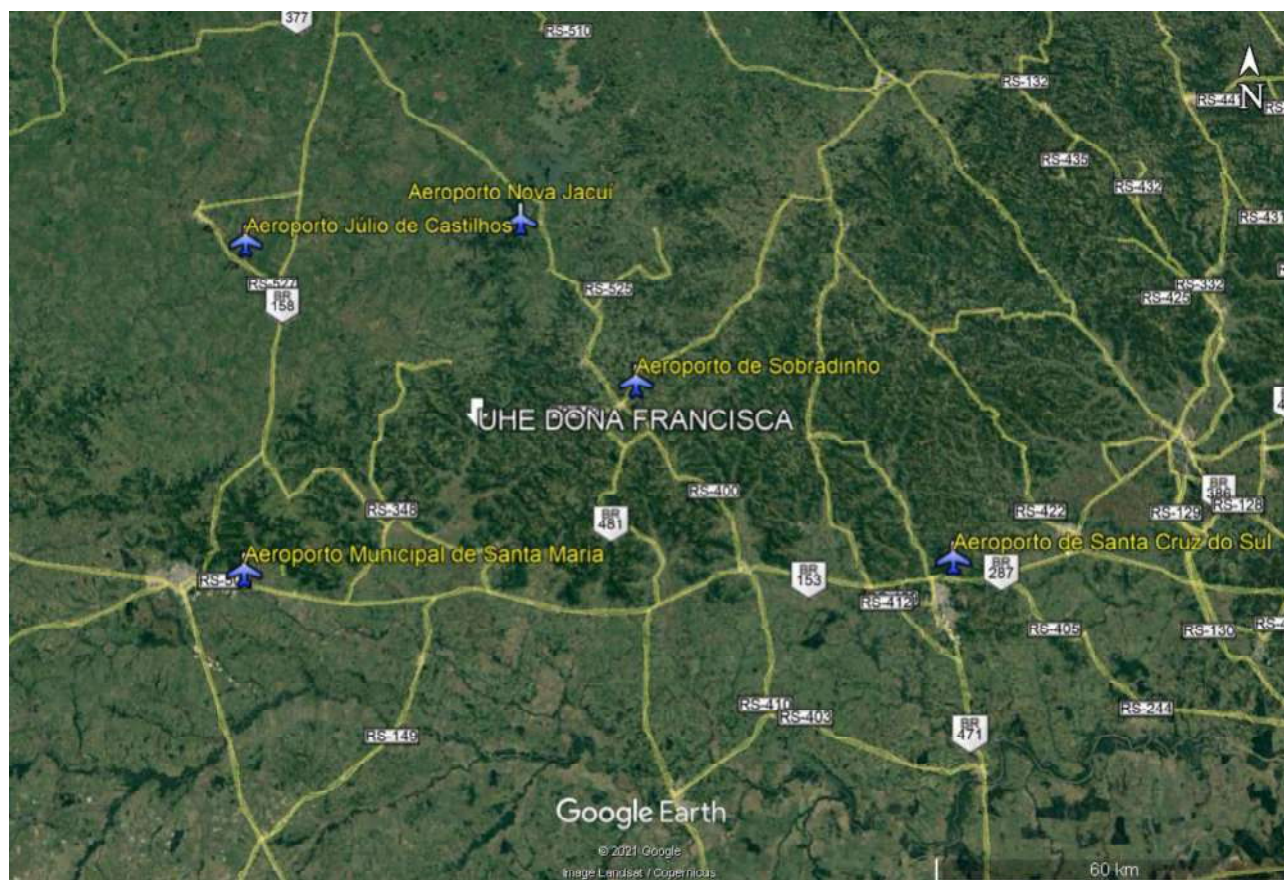 377
RS-510
N
RS-132
RS-441
RS-435
RS-432
Aeroporto Nova Jacuí
Aeroporto Júlio de Castilhos
RS-431
RS-527
BR
158
RS-525
RS-332
RS-425
Aeroporto de Sobradinho
UHE DONA FRANCISCA
RS-400
BR
386
RS-128
RS-348
BR
481
RS-422
RS-129
Aeroporto Municipal de Santa Maria
Aeroporto de Santa Cruz do Sul
BR
153
BR
287
RS-412
RS-405
RS-130
RS-410
RS-403
RS-244
RS-149
BR
471
Google Earth
© 2021 Google
Image Landsat / Copernicus
60 km